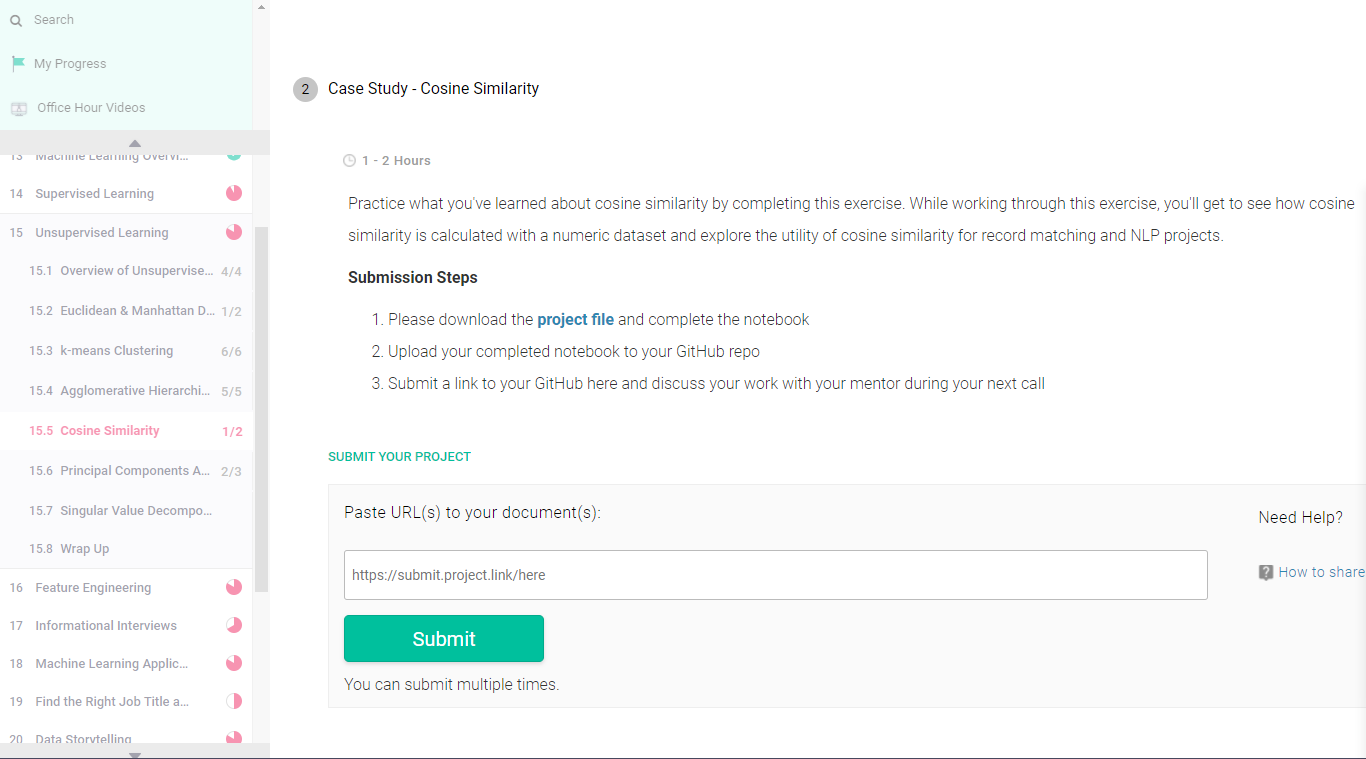 Search
My Progress
Office Hour Videos
13 Machine Learning Overvi...
14 Supervised Learning
15 Unsupervised Learning
15.1 Overview of Unsupervise... 4/4
15.2 Euclidean & Manhattan D... 1/2
15.3 k-means Clustering 6/6
15.4 Agglomerative Hierarchi... 5/5
15.5 Cosine Similarity 1/2
15.6 Principal Components A... 2/3
15.7 Singular Value Decompo...
15.8 Wrap Up
16 Feature Engineering
17 Informational Interviews
18 Machine Learning Applic...
19 Find the Right Job Title a...
20 Data Storytelling
2 Case Study - Cosine Similarity
1 - 2 Hours
Practice what you've learned about cosine similarity by completing this exercise. While working through this exercise, you'll get to see how cosine
similarity is calculated with a numeric dataset and explore the utility of cosine similarity for record matching and NLP projects.
Submission Steps
1. Please download the project file and complete the notebook
2. Upload your completed notebook to your GitHub repo
3. Submit a link to your GitHub here and discuss your work with your mentor during your next call
SUBMIT YOUR PROJECT
Paste URL(s) to your document(s):
https://submit.project.link/here
Submit
You can submit multiple times.
Need Help?
? How to share